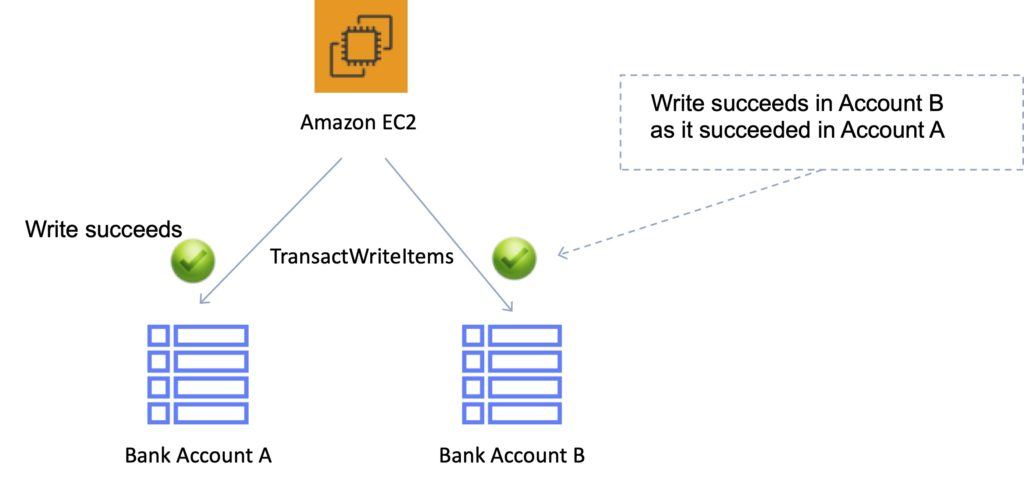 Amazon EC2
Write succeeds in Account B
as it succeeded in Account A
Write succeeds
TransactWriteItems
Bank Account A
Bank Account B